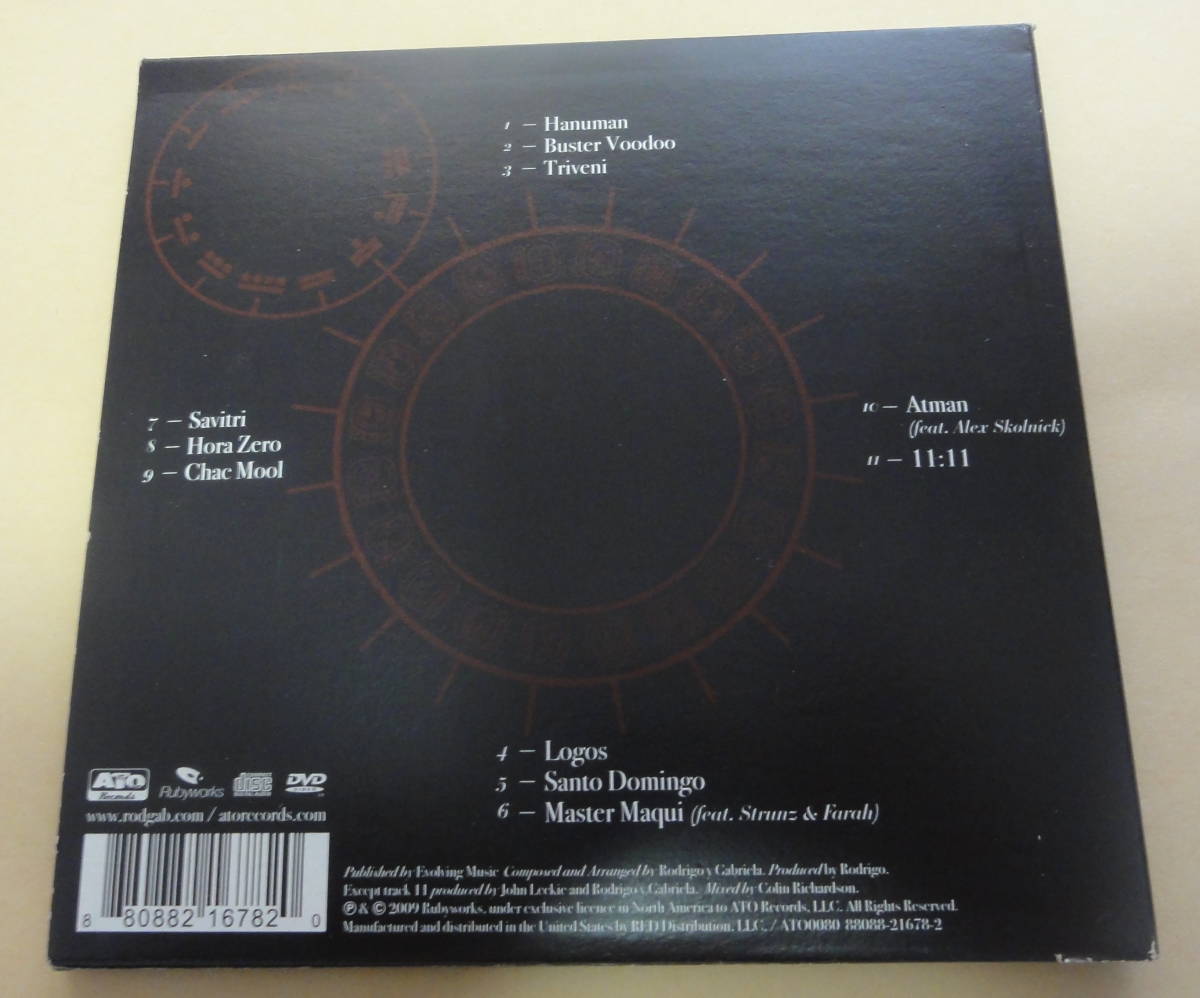 1 – Hanuman
2 – Buster Voodoo
3 – Triveni
7 – Savitri
8 – Hora Zero
9 – Chac Mool
10 – Atman
(feat. Alex Skolnick)
11 – 11:11
4 – Logos
5 – Santo Domingo
6 – Master Maqui (feat. Strunz & Farah)
ATO Records
Rubyworks
COMPACT disc
DVD VIDEO
www.rodgab.com / atorecords.com
8 80882 16782 0
Published by Evolving Music Composed and Arranged by Rodrigo y Gabriela. Produced by Rodrigo.
Except track 11 produced by John Leckie and Rodrigo y Gabriela. Mixed by Colin Richardson.
℗ & © 2009 Rubyworks, under exclusive licence in North America to ATO Records, LLC. All Rights Reserved.
Manufactured and distributed in the United States by RED Distribution, LLC. / ATO0080 88088-21678-2